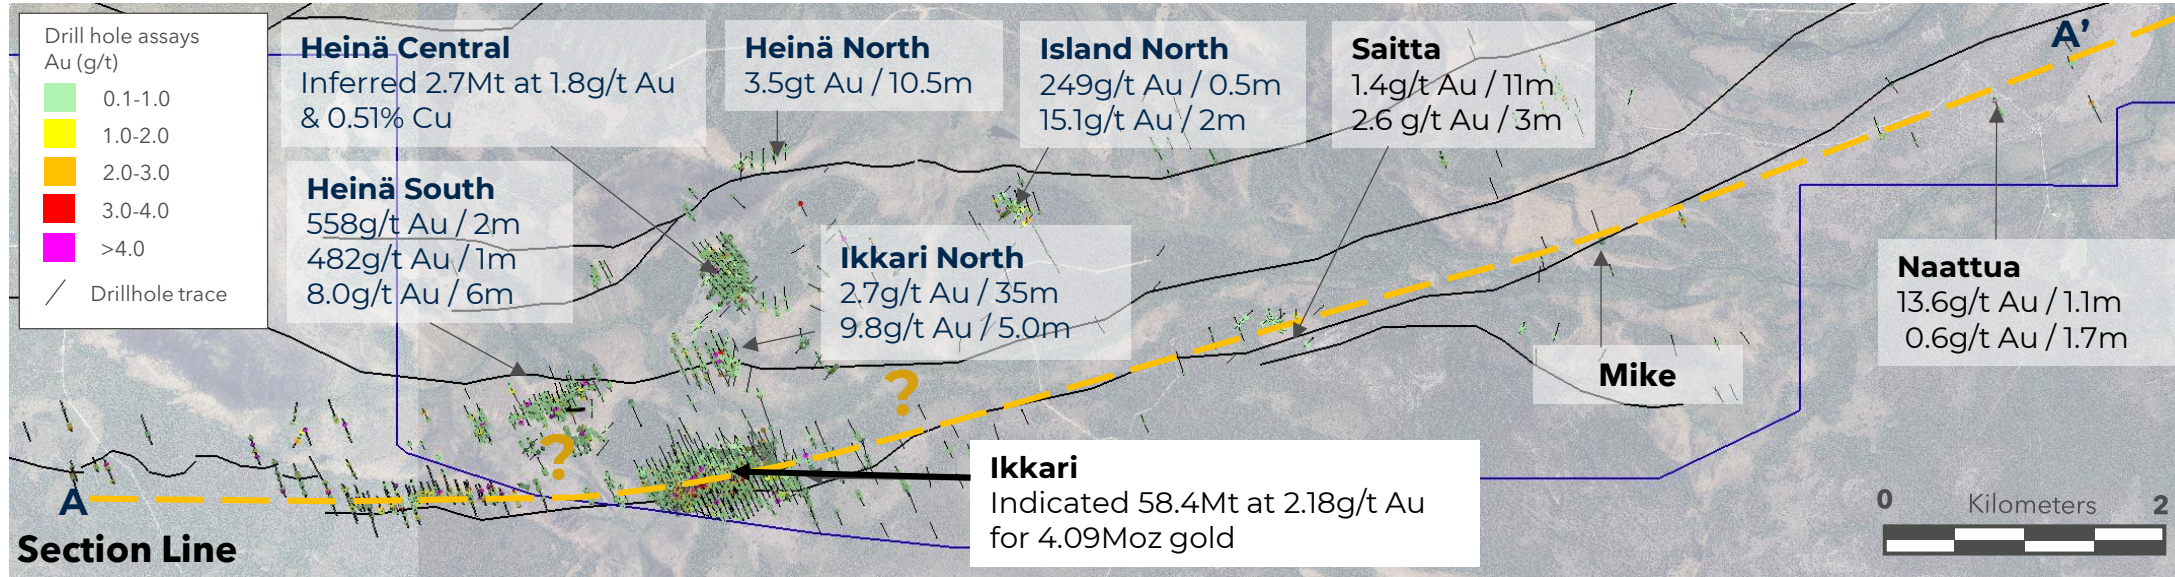 Drill hole assays
Au (g/t)
0.1-1.0
1.0-2.0
2.0-3.0
3.0-4.0
>4.0
Drillhole trace
Heinä Central
Inferred 2.7Mt at 1.8g/t Au
& 0.51% Cu
Heinä North
3.5gt Au / 10.5m
Island North
249g/t Au / 0.5m
15.1g/t Au / 2m
Saitta
1.4g/t Au / 11m
2.6 g/t Au / 3m
A’
Heinä South
558g/t Au / 2m
482g/t Au / 1m
8.0g/t Au / 6m
Ikkari North
2.7g/t Au / 35m
9.8g/t Au / 5.0m
Naattua
13.6g/t Au / 1.1m
0.6g/t Au / 1.7m
Mike
?
?
A
Section Line
Ikkari
Indicated 58.4Mt at 2.18g/t Au
for 4.09Moz gold
0 Kilometers 2